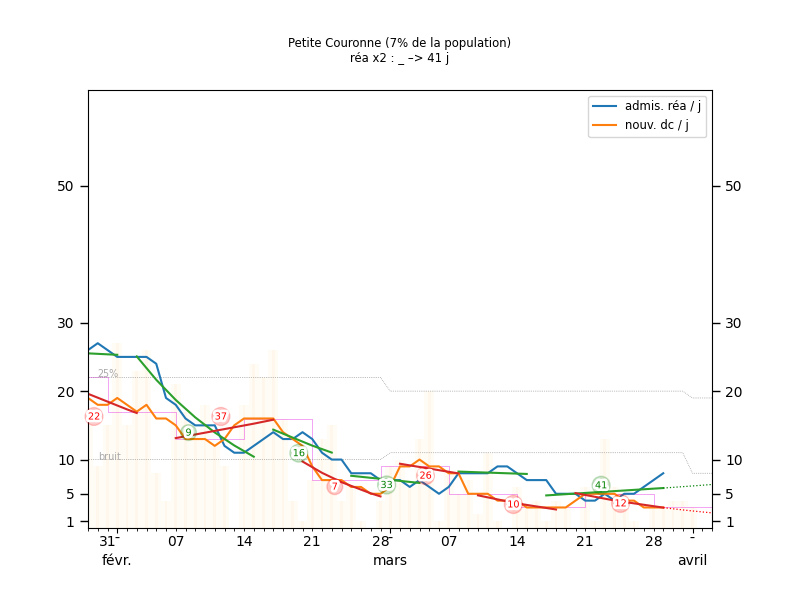 Petite Couronne (7% de la population)
réa x2 : _ –> 41 j
admis. réa / j
nouv. dc / j
50 50
30 30
25%
20 20
22 9 37
bruit
10 10
16 7 33 26 10 41 12
5 5
1 1
31 07 14 21 28 07 14 21 28
févr. mars avril